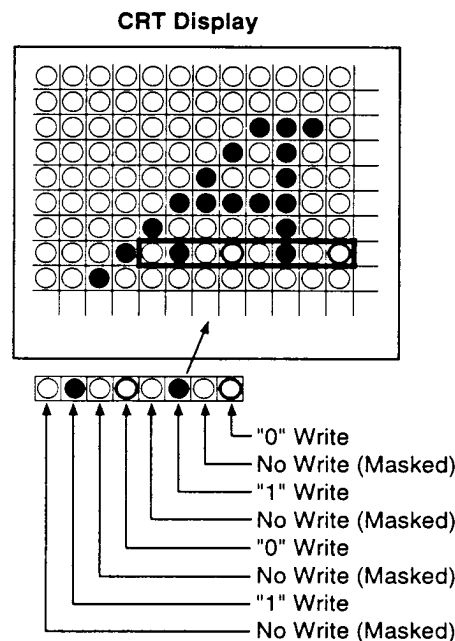 CRT Display
"0" Write
No Write (Masked)
"1" Write
No Write (Masked)
"0" Write
No Write (Masked)
"1" Write
No Write (Masked)